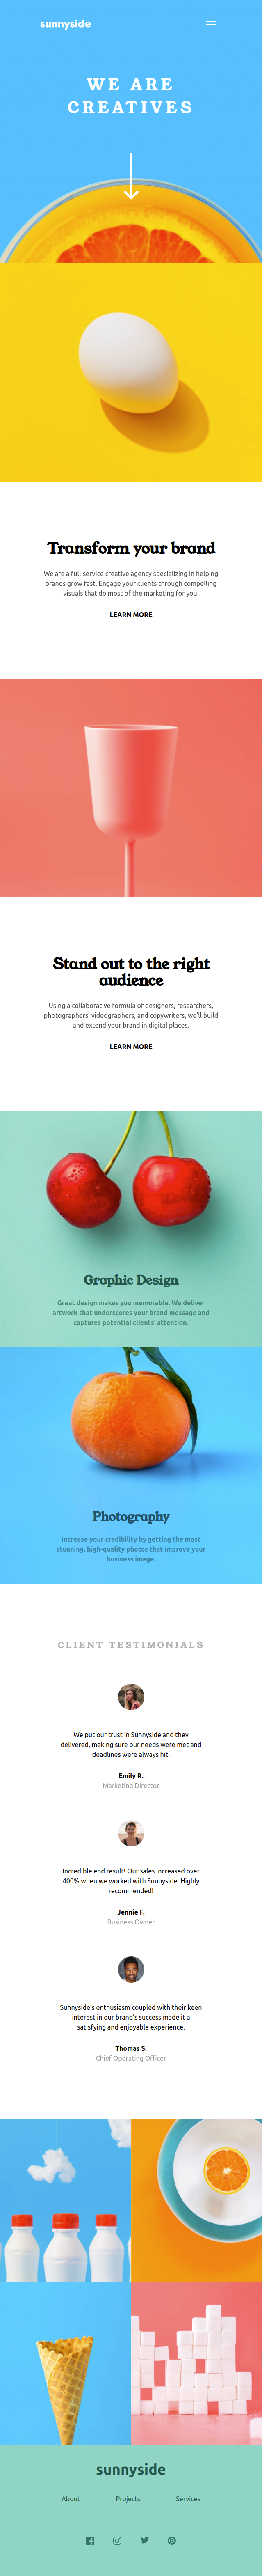 sunnyside
WE ARE
CREATIVES
Transform your brand
We are a full-service creative agency specializing in helping
brands grow fast. Engage your clients through compelling
visuals that do most of the marketing for you.
LEARN MORE
Stand out to the right
audience
Using a collaborative formula of designers, researchers,
photographers, videographers, and copywriters, we'll build
and extend your brand in digital places.
LEARN MORE
Graphic Design
Great design makes you memorable. We deliver
artwork that underscores your brand message and
captures potential clients' attention.
Photography
Increase your credibility by getting the most
stunning, high-quality photos that improve your
business image.
CLIENT TESTIMONIALS
We put our trust in Sunnyside and they
delivered, making sure our needs were met and
deadlines were always hit.
Emily R.
Marketing Director
Incredible end result! Our sales increased over
400% when we worked with Sunnyside. Highly
recommended!
Jennie F.
Business Owner
Sunnyside's enthusiasm coupled with their keen
interest in our brand's success made it a
satisfying and enjoyable experience.
Thomas S.
Chief Operating Officer
sunnyside
About Projects Services